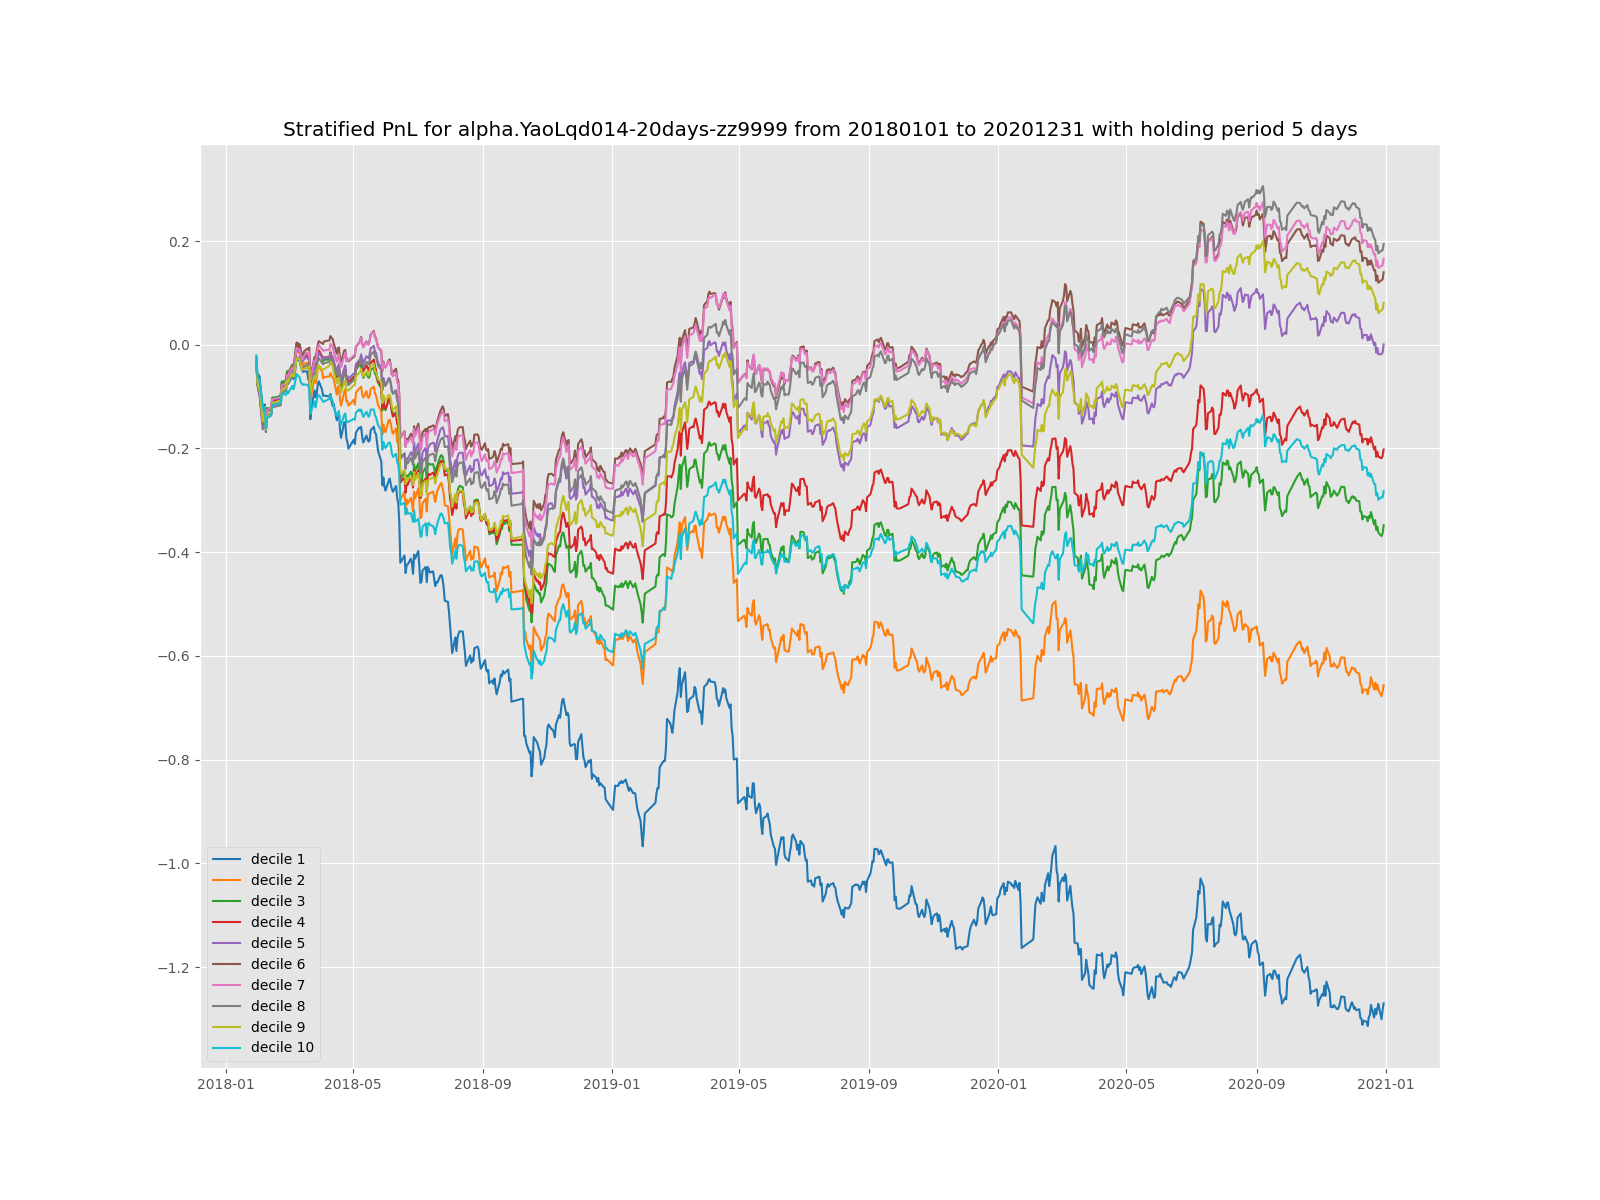 Stratified PnL for alpha.YaoLqd014-20days-zz9999 from 20180101 to 20201231 with holding period 5 days
0.2
0.0
−0.2
−0.4
−0.6
−0.8
−1.0
−1.2
decile 1
decile 2
decile 3
decile 4
decile 5
decile 6
decile 7
decile 8
decile 9
decile 10
2018-01 2018-05 2018-09 2019-01 2019-05 2019-09 2020-01 2020-05 2020-09 2021-01